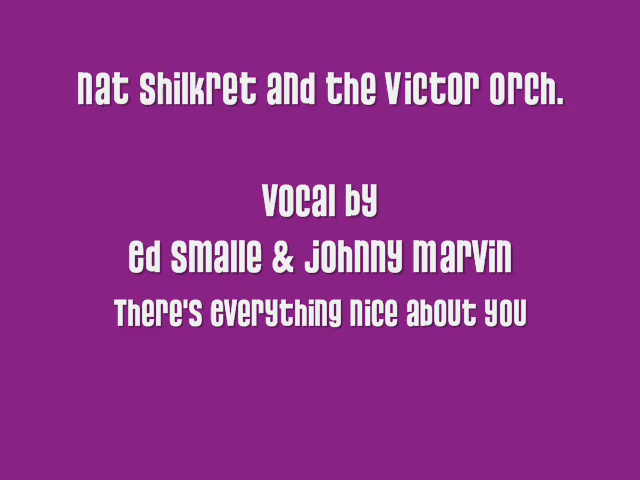 Nat Shilkret and the Victor Orch.
Vocal by
Ed Smalle & Johnny Marvin
There's everything nice about you